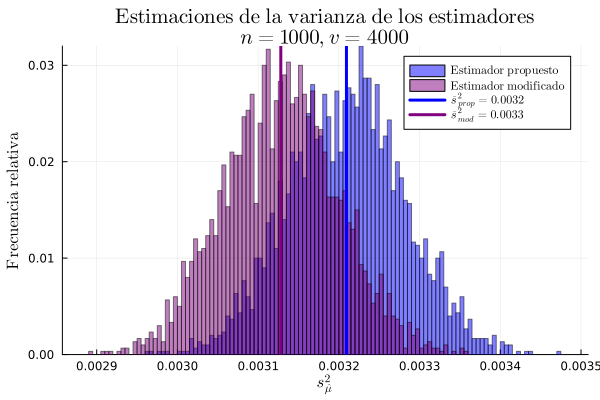 Estimaciones de la varianza de los estimadores
n = 1000, v = 4000
Frecuencia relativa
0.03
0.02
0.01
0.00
Estimador propuesto
Estimador modificado
s̄²_prop = 0.0032
s̄²_mod = 0.0033
0.0029 0.0030 0.0031 0.0032 0.0033 0.0034 0.0035
s²_μ̂